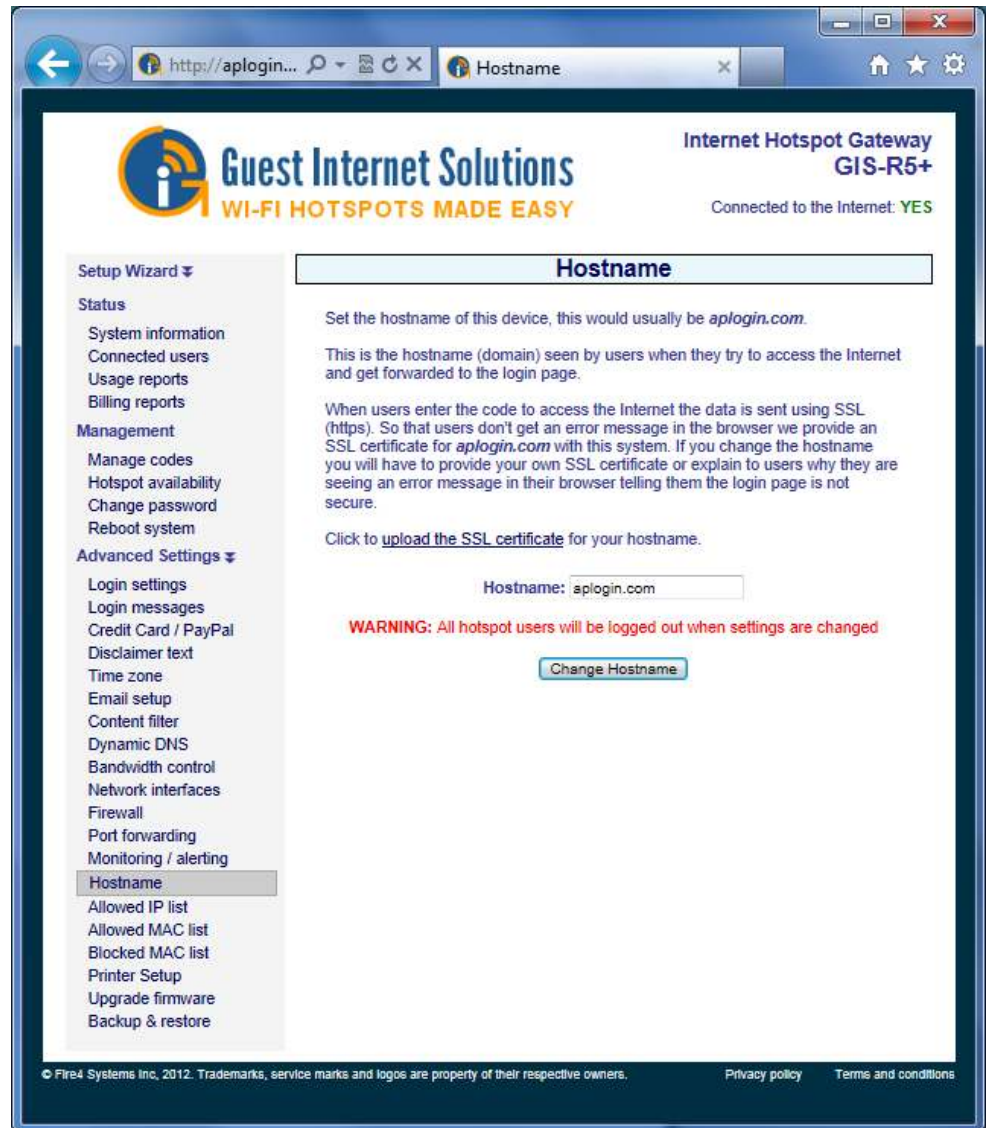 http://aplogin...
Hostname
Guest Internet Solutions
WI-FI HOTSPOTS MADE EASY
Internet Hotspot Gateway
GIS-R5+
Connected to the Internet: YES
Setup Wizard
Status
System information
Connected users
Usage reports
Billing reports
Management
Manage codes
Hotspot availability
Change password
Reboot system
Advanced Settings
Login settings
Login messages
Credit Card / PayPal
Disclaimer text
Time zone
Email setup
Content filter
Dynamic DNS
Bandwidth control
Network interfaces
Firewall
Port forwarding
Monitoring / alerting
Hostname
Allowed IP list
Allowed MAC list
Blocked MAC list
Printer Setup
Upgrade firmware
Backup & restore
Hostname
Set the hostname of this device, this would usually be aplogin.com.
This is the hostname (domain) seen by users when they try to access the Internet
and get forwarded to the login page.
When users enter the code to access the Internet the data is sent using SSL
(https). So that users don't get an error message in the browser we provide an
SSL certificate for aplogin.com with this system. If you change the hostname
you will have to provide your own SSL certificate or explain to users why they are
seeing an error message in their browser telling them the login page is not
secure.
Click to upload the SSL certificate for your hostname.
Hostname: aplogin.com
WARNING: All hotspot users will be logged out when settings are changed
Change Hostname
© Fire4 Systems Inc, 2012. Trademarks, service marks and logos are property of their respective owners.
Privacy policy
Terms and conditions